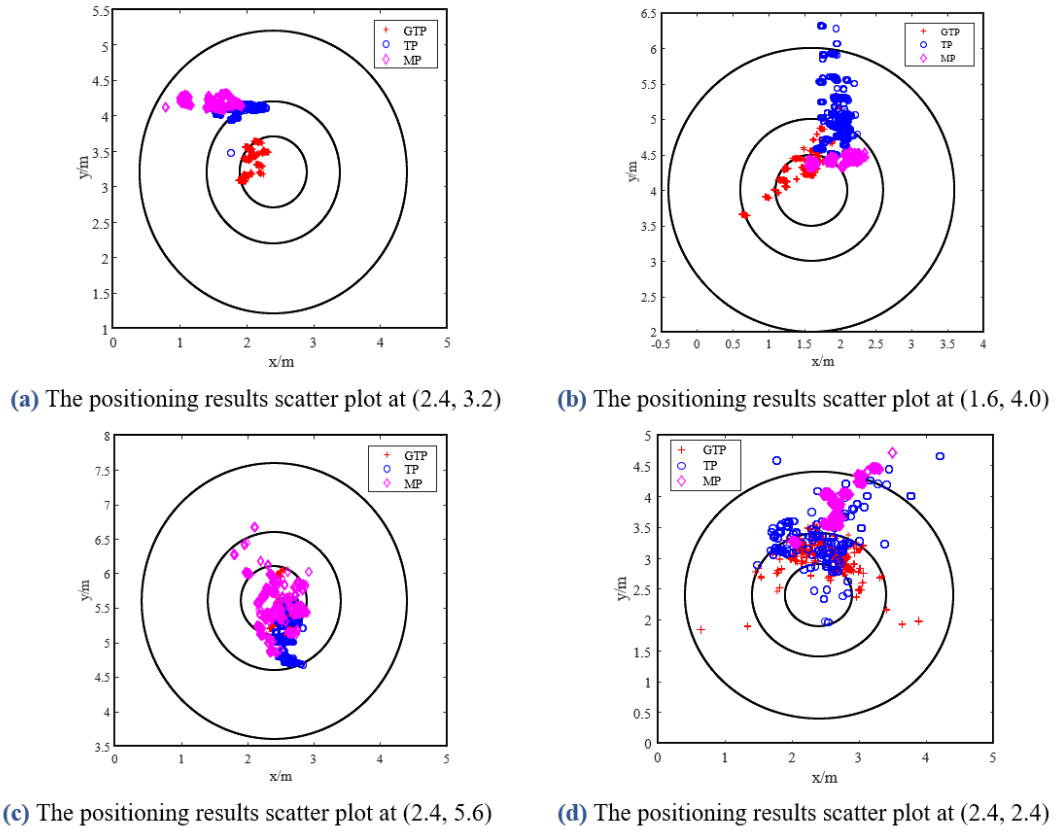 5.5
5
4.5
4
3.5
3
2.5
2
1.5
1
y/m
0
1
2
3
4
5
x/m
GTP
TP
MP
(a) The positioning results scatter plot at (2.4, 3.2)
6.5
6
5.5
5
4.5
4
3.5
3
2.5
2
y/m
-0.5
0
0.5
1
1.5
2
2.5
3
3.5
4
x/m
GTP
TP
MP
(b) The positioning results scatter plot at (1.6, 4.0)
8
7.5
7
6.5
6
5.5
5
4.5
4
3.5
y/m
0
1
2
3
4
5
x/m
GTP
TP
MP
(c) The positioning results scatter plot at (2.4, 5.6)
5
4.5
4
3.5
3
2.5
2
1.5
1
0.5
0
y/m
0
1
2
3
4
5
x/m
GTP
TP
MP
(d) The positioning results scatter plot at (2.4, 2.4)